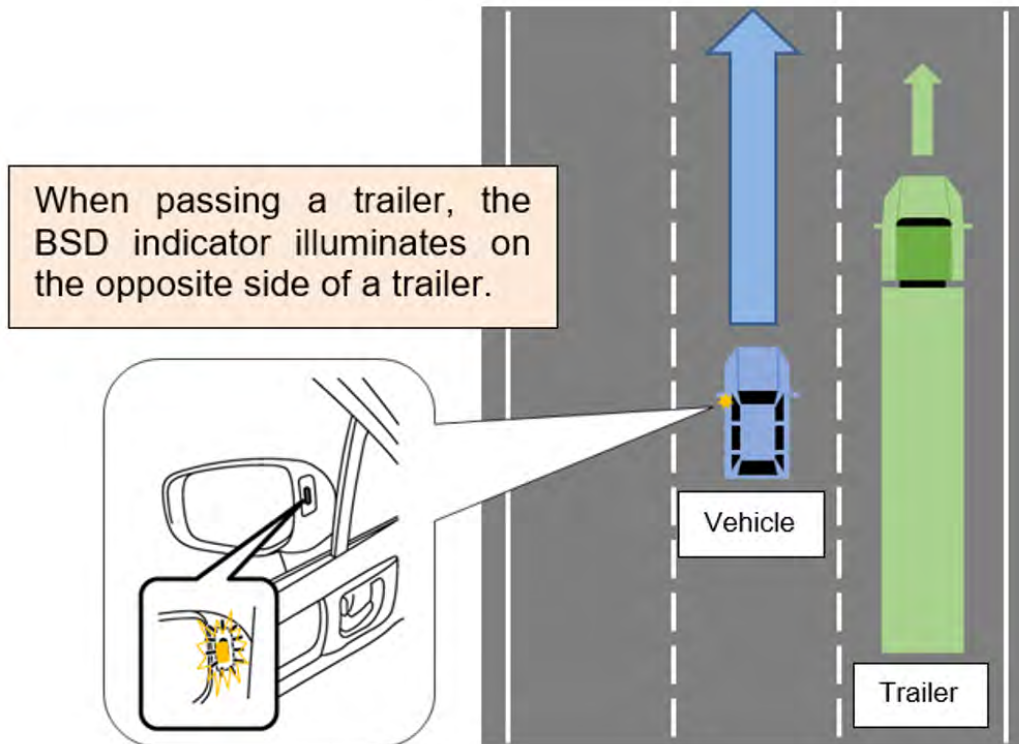 When passing a trailer, the
BSD indicator illuminates on
the opposite side of a trailer.
Vehicle
Trailer